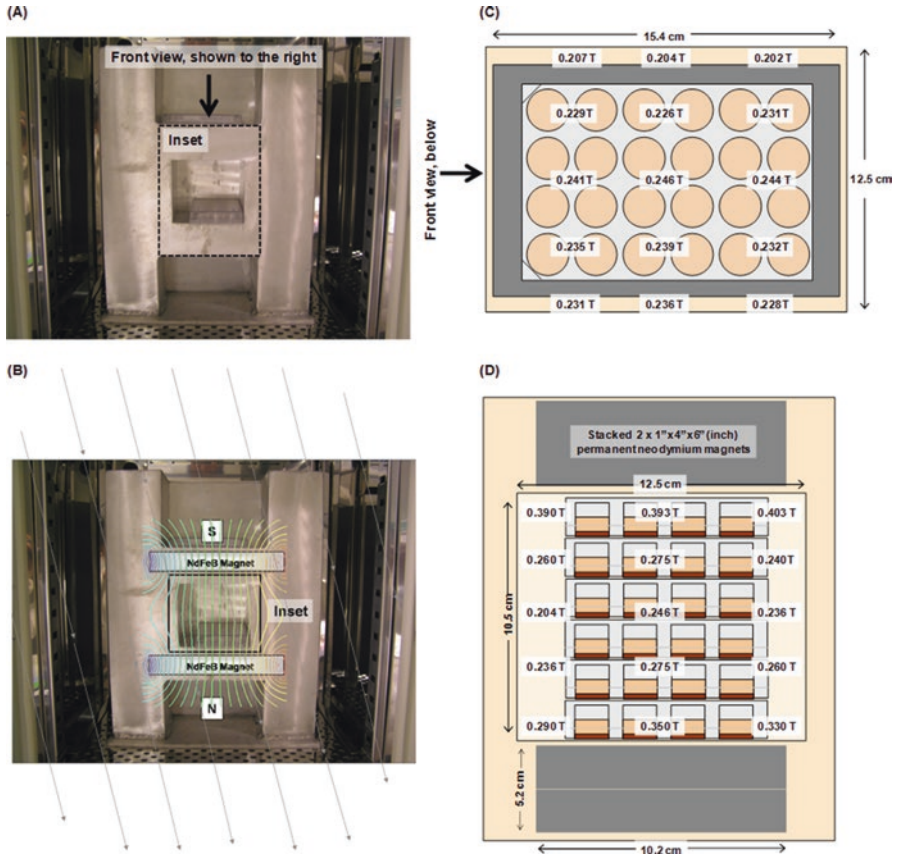 (A)
Front view, shown to the right
Inset
(C)
15.4 cm
0.207 T 0.204 T 0.202 T
0.229 T 0.226 T 0.231 T
0.241 T 0.246 T 0.244 T
0.235 T 0.239 T 0.232 T
0.231 T 0.236 T 0.228 T
12.5 cm
Front view, below
(B)
S
NdFeB Magnet
Inset
NdFeB Magnet
N
(D)
Stacked 2 x 1"x4"x6" (inch)
permanent neodymium magnets
12.5 cm
0.390 T 0.393 T 0.403 T
0.260 T 0.275 T 0.240 T
0.204 T 0.246 T 0.236 T
0.236 T 0.275 T 0.260 T
0.290 T 0.350 T 0.330 T
10.5 cm
5.2 cm
10.2 cm